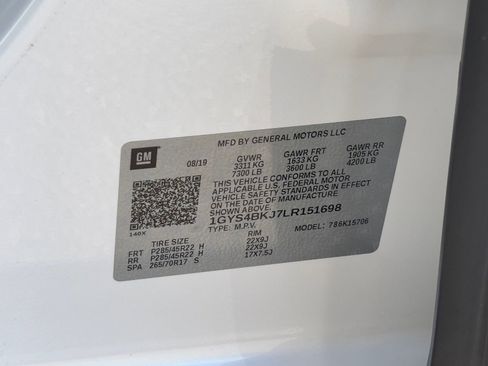 MFD BY GENERAL MOTORS LLC
GM
08/19 GVWR GAWR FRT GAWR RR
3311 KG 1633 KG 1905 KG
7300 LB 3600 LB 4200 LB
THIS VEHICLE CONFORMS TO ALL
APPLICABLE U.S. FEDERAL MOTOR
VEHICLE SAFETY STANDARDS IN EFFECT
ON THE DATE OF MANUFACTURE SHOWN ABOVE.
1GYS4BKJ7LR151698
140X
TYPE: M.P.V. MODEL: 786K15706
TIRE SIZE RIM
FRT P285/45R22 H 22X9J
RR P285/45R22 H 22X9J
SPA 265/70R17 S 17X7.5J